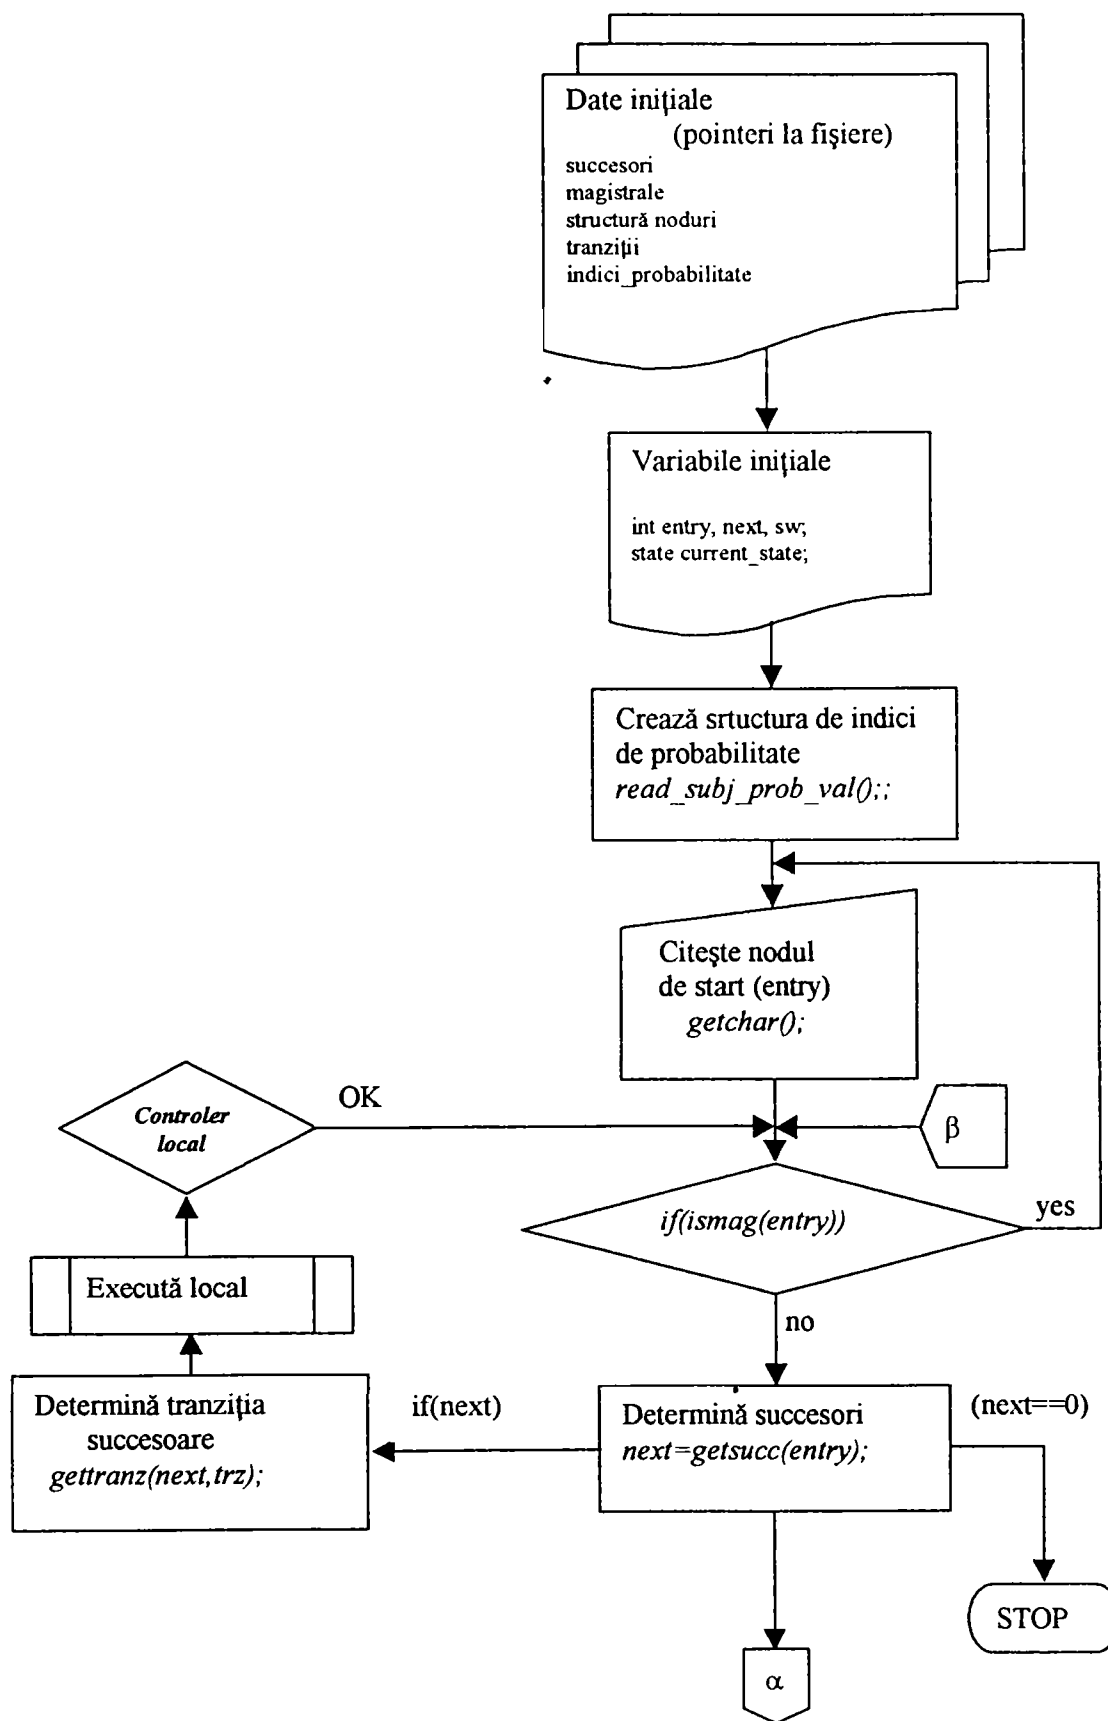 Date iniţiale
(pointeri la fişiere)
succesori
magistrale
structură noduri
tranziţii
indici_probabilitate
Variabile iniţiale
int entry, next, sw;
state current_state;
Crează srtuctura de indici
de probabilitate
read_subj_prob_val();;
Citeşte nodul
de start (entry)
getchar();
Controler
local
OK
β
if(ismag(entry))
yes
Execută local
no
Determină tranziţia
succesoare
gettranz(next,trz);
if(next)
Determină succesori
next=getsucc(entry);
(next==0)
STOP
α